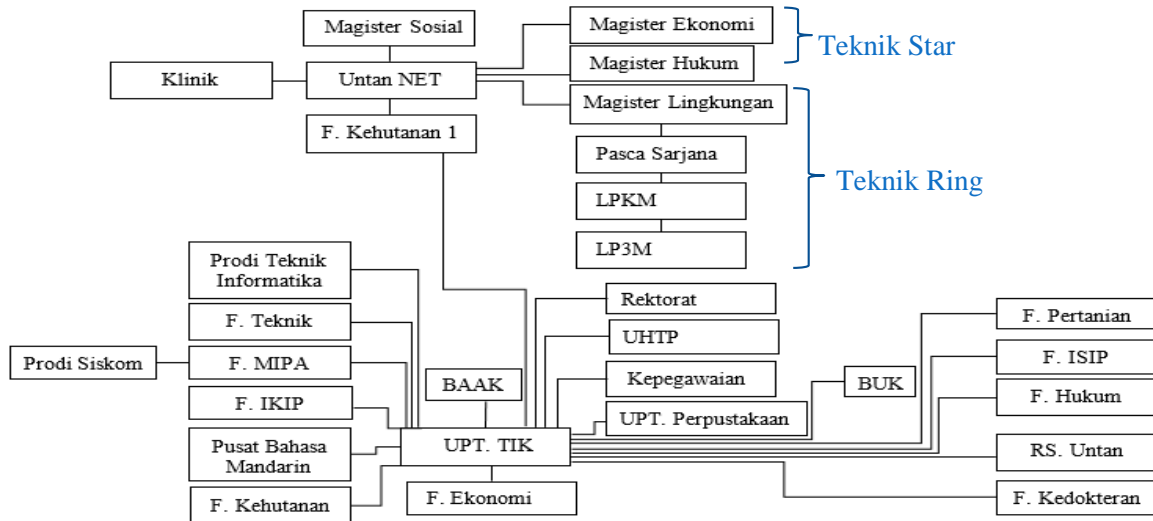 Magister Sosial
Magister Ekonomi
Teknik Star
Klinik
Untan NET
Magister Hukum
Magister Lingkungan
F. Kehutanan 1
Pasca Sarjana
Teknik Ring
LPKM
LP3M
Prodi Teknik
Informatika
Rektorat
F. Teknik
UHTP
F. Pertanian
Prodi Siskom
F. MIPA
BAAK
Kepegawaian
BUK
F. ISIP
F. IKIP
UPT. Perpustakaan
F. Hukum
Pusat Bahasa
Mandarin
UPT. TIK
RS. Untan
F. Kehutanan
F. Ekonomi
F. Kedokteran